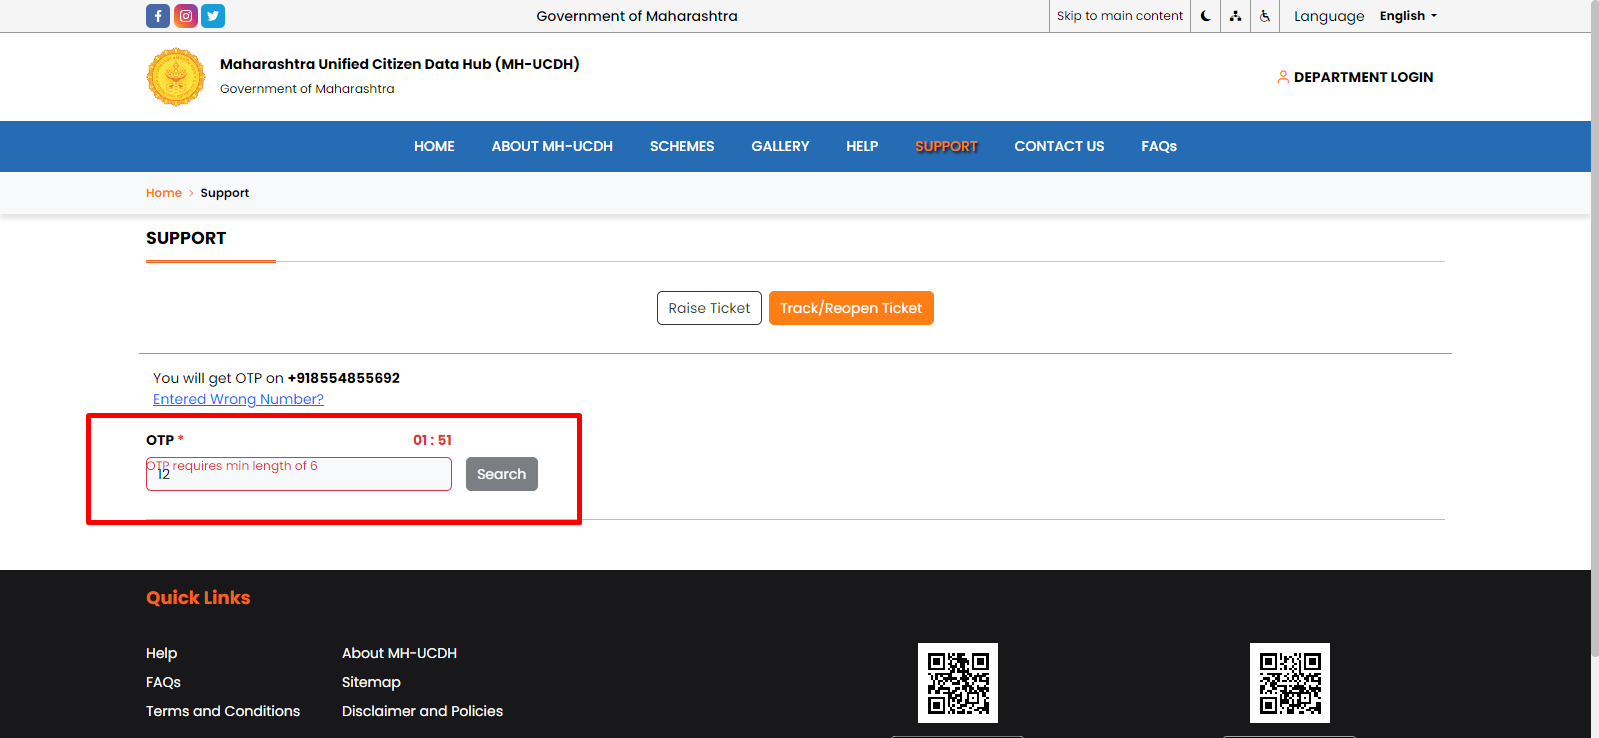 Government of Maharashtra
Skip to main content
Language English
Maharashtra Unified Citizen Data Hub (MH-UCDH)
Government of Maharashtra
DEPARTMENT LOGIN
HOME ABOUT MH-UCDH SCHEMES GALLERY HELP SUPPORT CONTACT US FAQs
Home > Support
SUPPORT
Raise Ticket Track/Reopen Ticket
You will get OTP on +918554855692
Entered Wrong Number?
OTP * 01 : 51
OTP requires min length of 6
12
Search
Quick Links
Help About MH-UCDH
FAQs Sitemap
Terms and Conditions Disclaimer and Policies